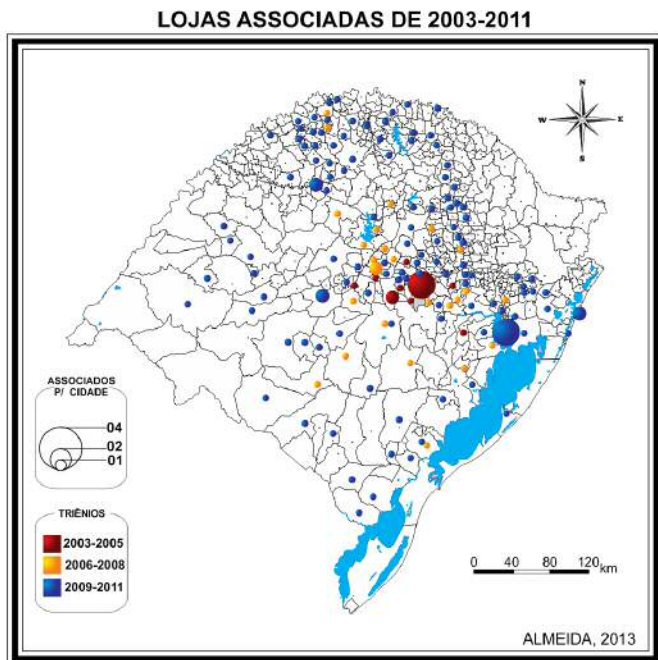 LOJAS ASSOCIADAS DE 2003-2011
N
W
E
S
ASSOCIADOS
P/ CIDADE
04
02
01
TRIÊNIOS
2003-2005
2006-2008
2009-2011
0 40 80 120 km
ALMEIDA, 2013